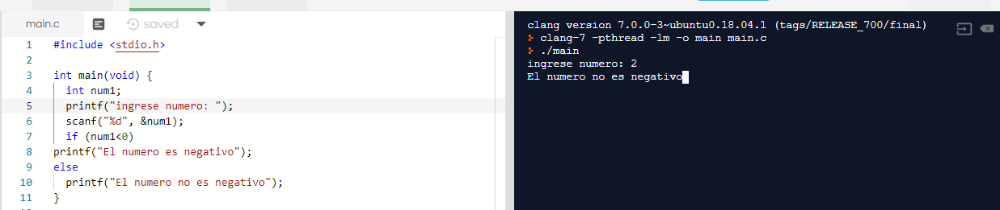 main.c saved
1 #include <stdio.h>
2
3 int main(void) {
4 int num1;
5 printf("ingrese numero: ");
6 scanf("%d", &num1);
7 if (num1<0)
8 printf("El numero es negativo");
9 else
10 printf("El numero no es negativo");
11 }
clang version 7.0.0-3~ubuntu0.18.04.1 (tags/RELEASE_700/final)
> clang-7 -pthread -lm -o main main.c
> ./main
ingrese numero: 2
El numero no es negativo